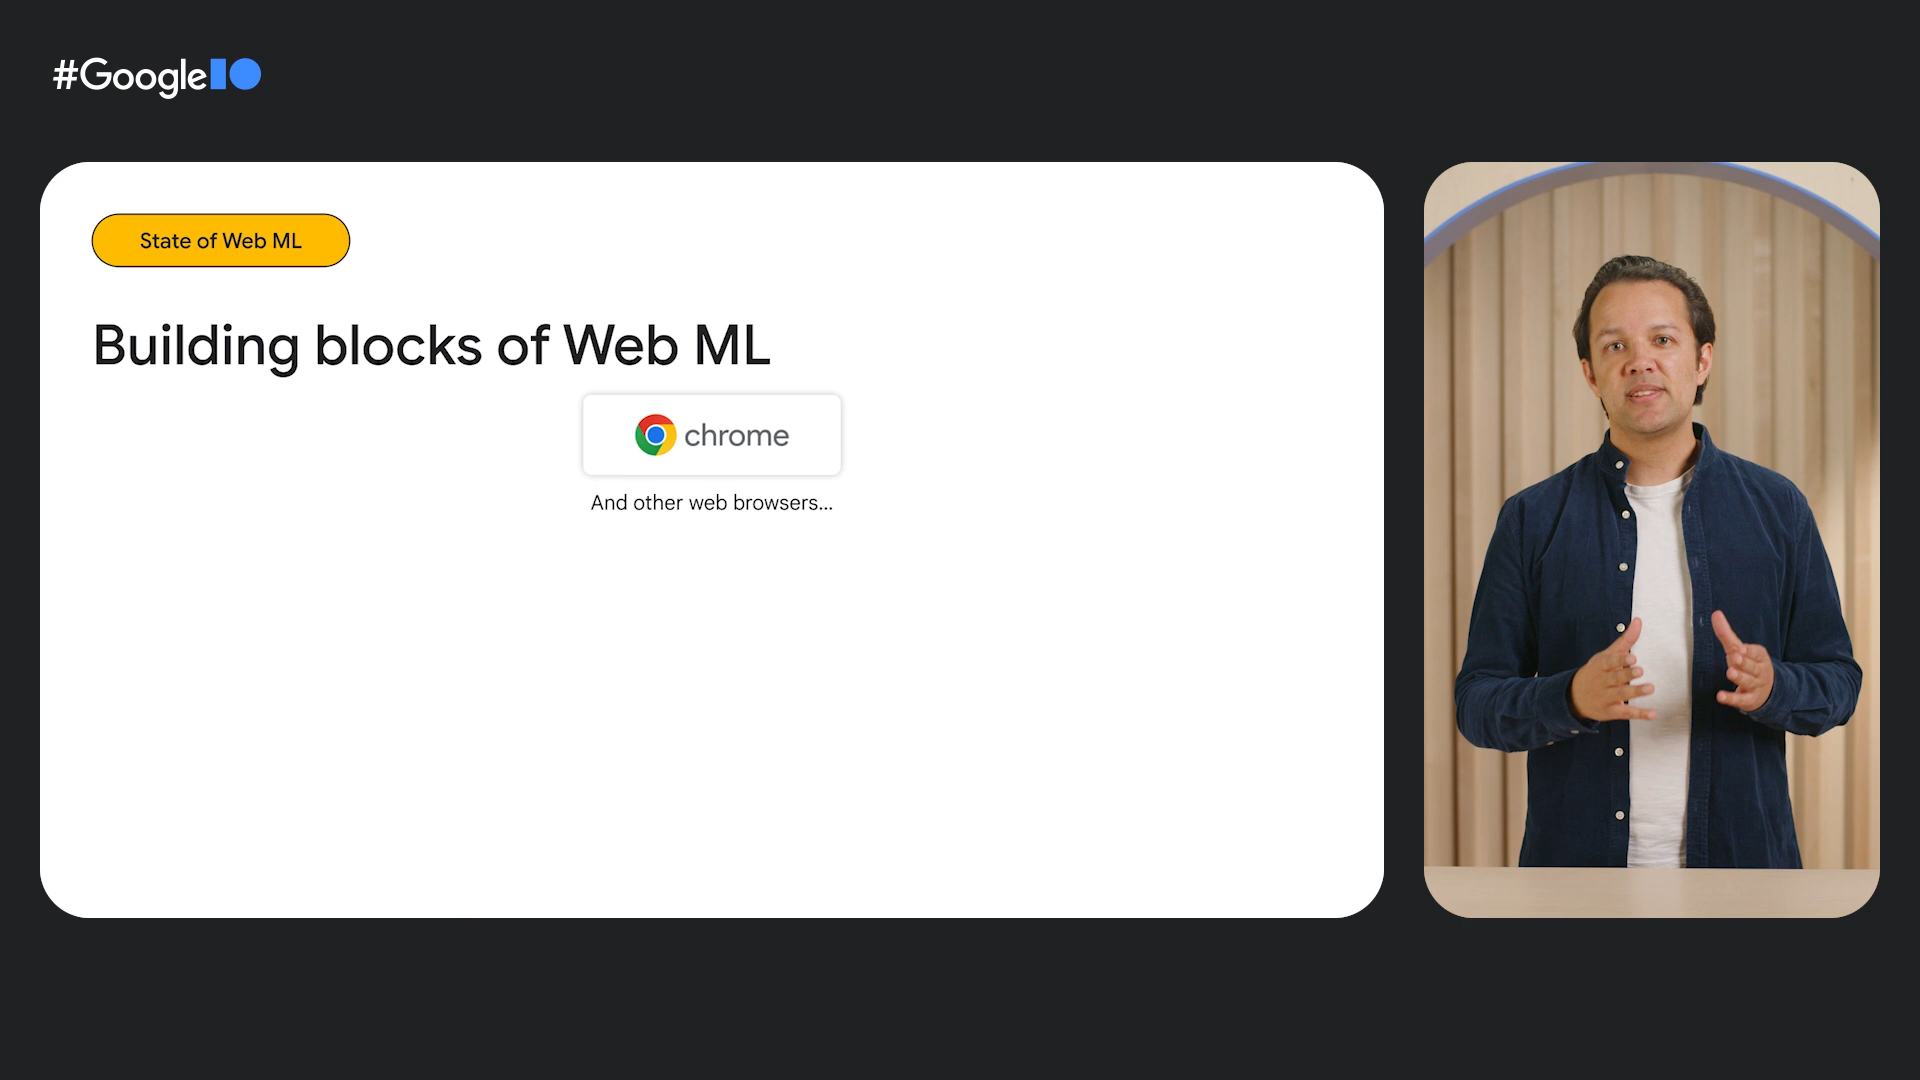 #GoogleIO
State of Web ML
Building blocks of Web ML
chrome
And other web browsers...